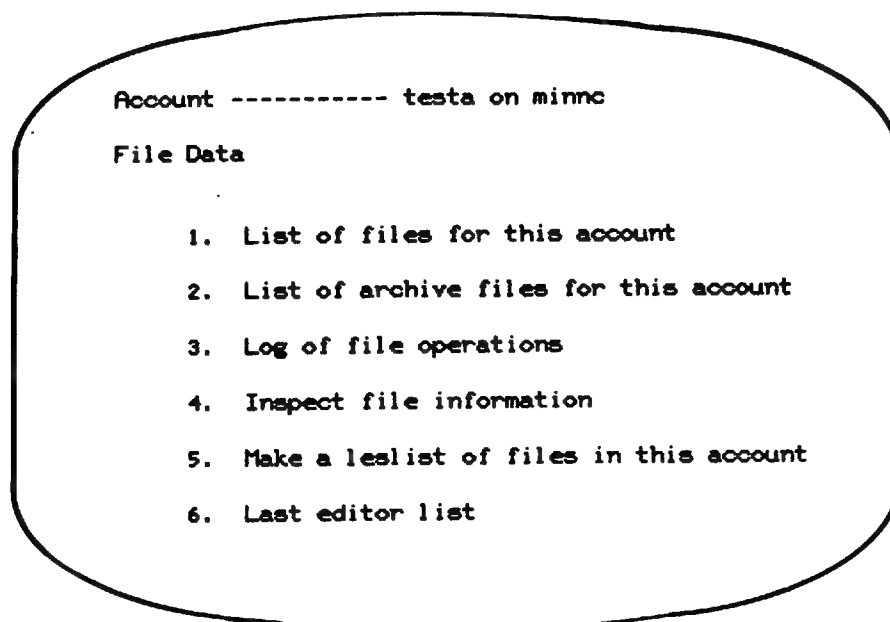 Account ----------- testa on minnc
File Data
1. List of files for this account
2. List of archive files for this account
3. Log of file operations
4. Inspect file information
5. Make a leslist of files in this account
6. Last editor list